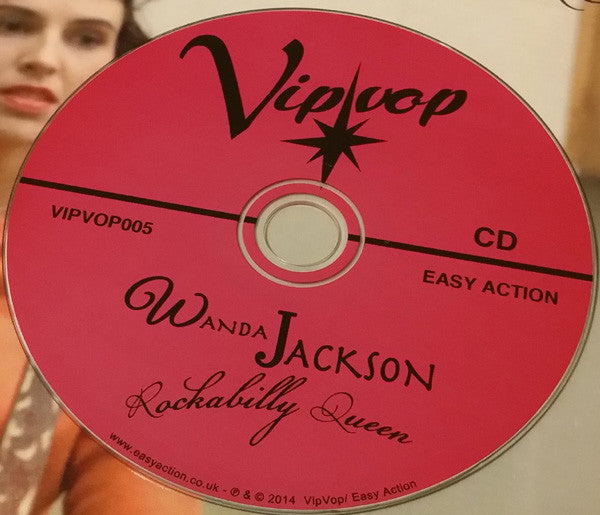 Vipvop
VIPVOP005
CD
EASY ACTION
WANDA JACKSON
Rockabilly Queen
www.easyaction.co.uk - ℗ & © 2014 VipVop/ Easy Action